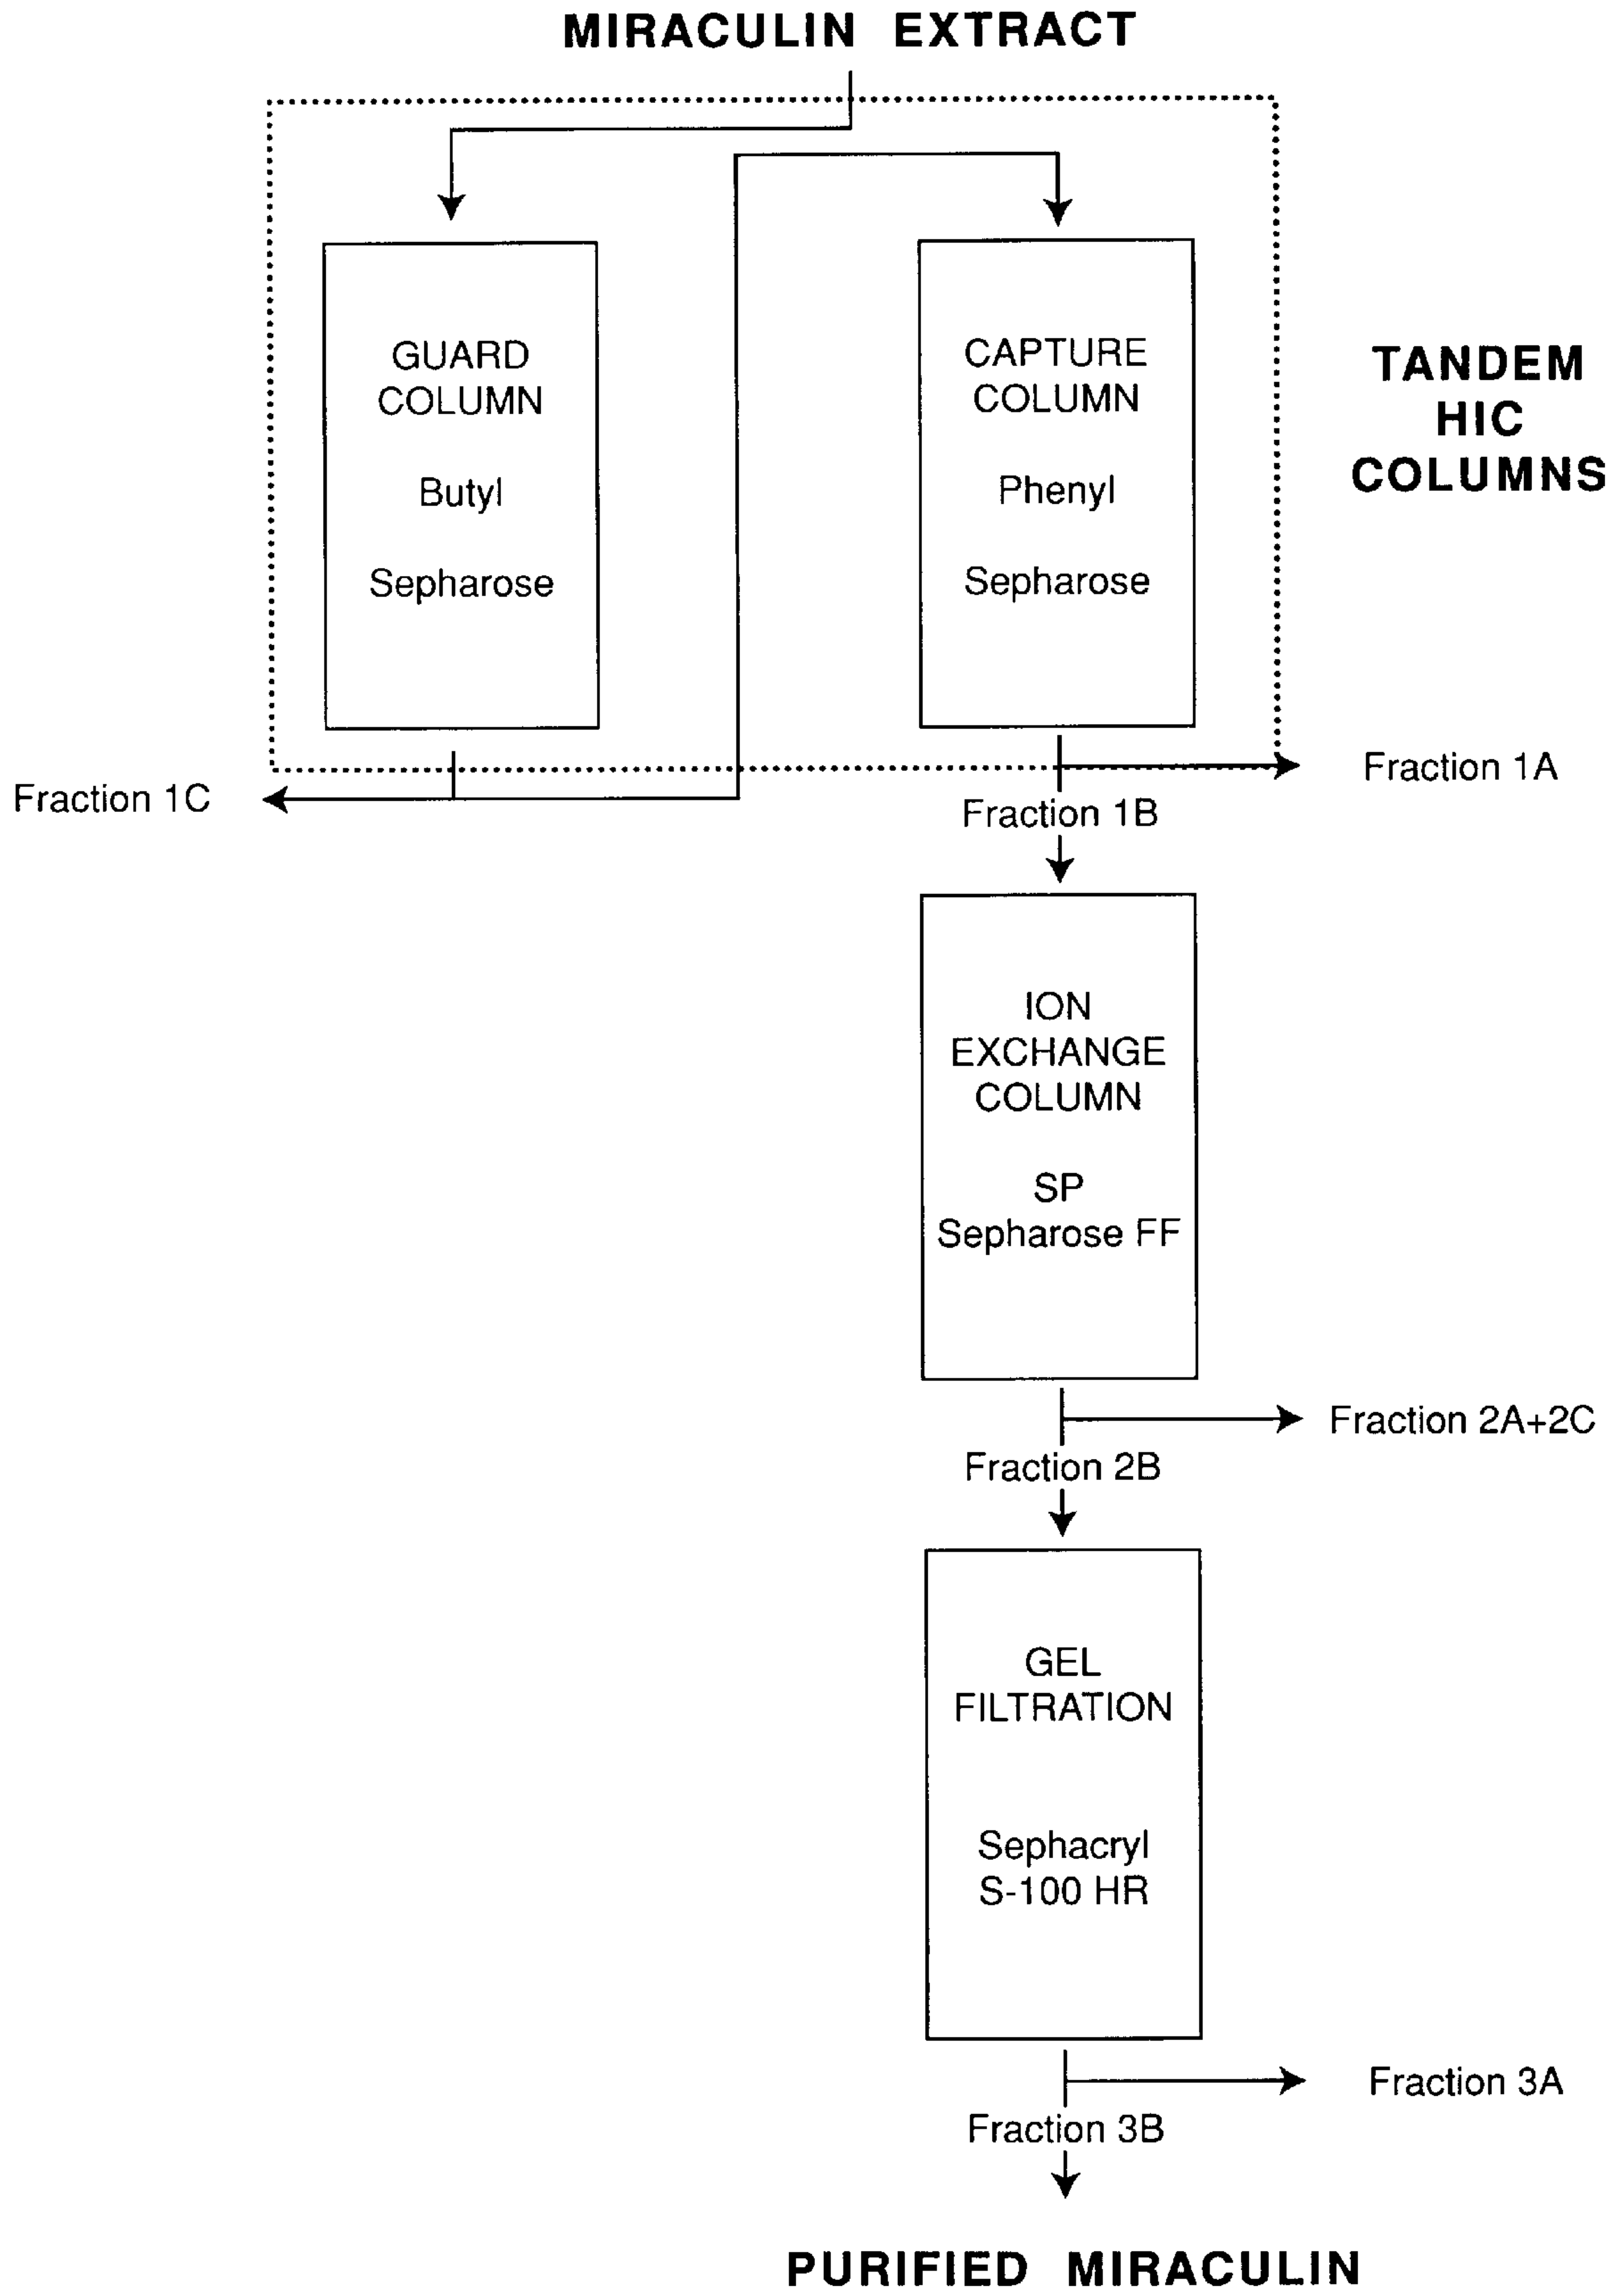 MIRACULIN EXTRACT
GUARD
COLUMN
Butyl
Sepharose
CAPTURE
COLUMN
Phenyl
Sepharose
TANDEM
HIC
COLUMNS
Fraction 1C
Fraction 1A
Fraction 1B
ION
EXCHANGE
COLUMN
SP
Sepharose FF
Fraction 2A+2C
Fraction 2B
GEL
FILTRATION
Sephacryl
S-100 HR
Fraction 3A
Fraction 3B
PURIFIED MIRACULIN